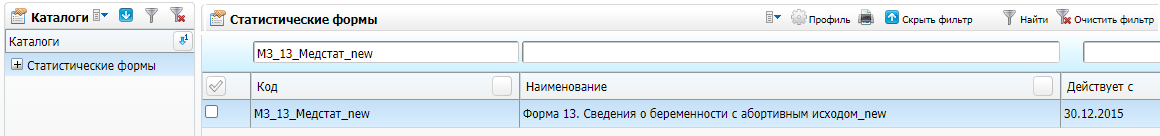 Каталоги
Каталоги
Статистические формы
Статистические формы
Профиль
Скрыть фильтр
Найти
Очистить фильтр
МЗ_13_Медстат_new
Код
Наименование
Действует с
МЗ_13_Медстат_new
Форма 13. Сведения о беременности с абортивным исходом_new
30.12.2015